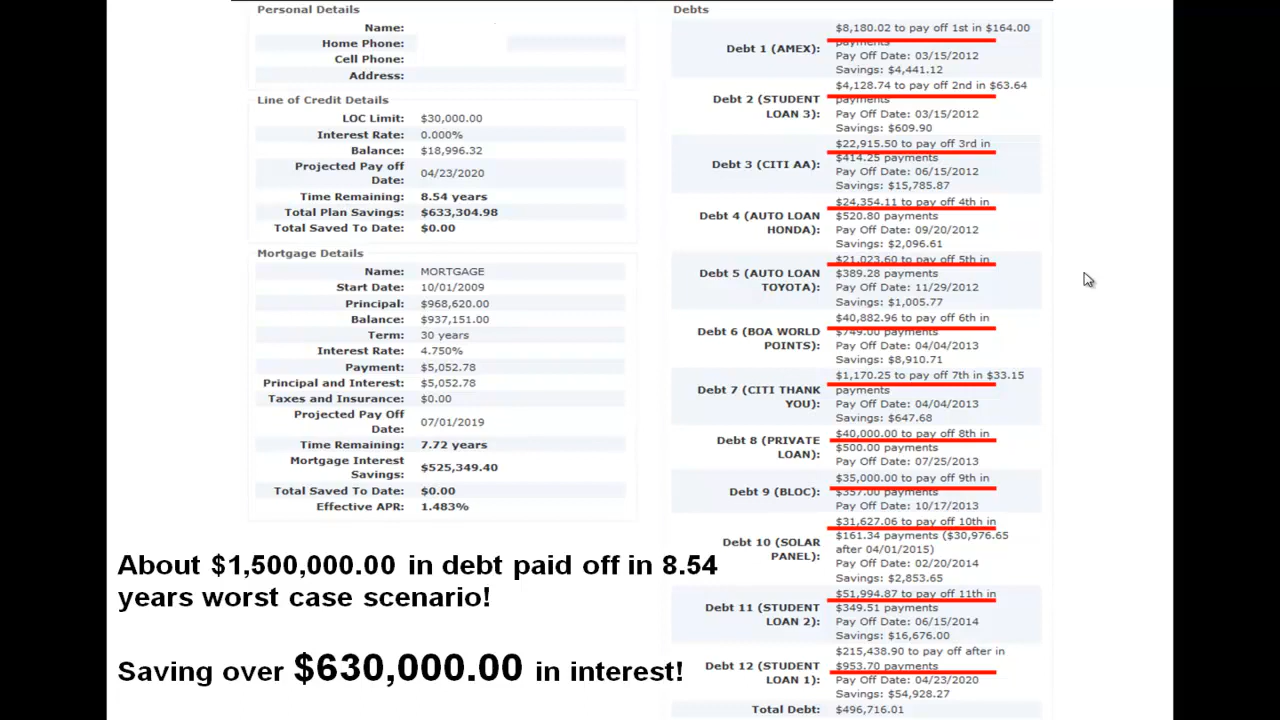 Personal Details
Name:
Home Phone:
Cell Phone:
Address:
Line of Credit Details
LOC Limit: $30,000.00
Interest Rate: 0.000%
Balance: $18,996.32
Projected Pay off
Date: 04/23/2020
Time Remaining: 8.54 years
Total Plan Savings: $633,304.98
Total Saved To Date: $0.00
Mortgage Details
Name: MORTGAGE
Start Date: 10/01/2009
Principal: $968,620.00
Balance: $937,151.00
Term: 30 years
Interest Rate: 4.750%
Payment: $5,052.78
Principal and Interest: $5,052.78
Taxes and Insurance: $0.00
Projected Pay Off
Date: 07/01/2019
Time Remaining: 7.72 years
Mortgage Interest
Savings: $525,349.40
Total Saved To Date: $0.00
Effective APR: 1.483%
About $1,500,000.00 in debt paid off in 8.54
years worst case scenario!
Saving over $630,000.00 in interest!
Debts
Debt 1 (AMEX):
$8,180.02 to pay off 1st in $164.00
payments
Pay Off Date: 03/15/2012
Savings: $4,441.12
Debt 2 (STUDENT
LOAN 3):
$4,128.74 to pay off 2nd in $63.64
payments
Pay Off Date: 03/15/2012
Savings: $609.90
Debt 3 (CITI AA):
$22,915.50 to pay off 3rd in
$414.25 payments
Pay Off Date: 06/15/2012
Savings: $15,785.87
Debt 4 (AUTO LOAN
HONDA):
$24,354.11 to pay off 4th in
$520.80 payments
Pay Off Date: 09/20/2012
Savings: $2,096.61
Debt 5 (AUTO LOAN
TOYOTA):
$21,023.60 to pay off 5th in
$389.28 payments
Pay Off Date: 11/29/2012
Savings: $1,005.77
Debt 6 (BOA WORLD
POINTS):
$40,882.96 to pay off 6th in
$749.00 payments
Pay Off Date: 04/04/2013
Savings: $8,910.71
Debt 7 (CITI THANK
YOU):
$1,170.25 to pay off 7th in $33.15
payments
Pay Off Date: 04/04/2013
Savings: $647.68
Debt 8 (PRIVATE
LOAN):
$40,000.00 to pay off 8th in
$500.00 payments
Pay Off Date: 07/25/2013
Debt 9 (BLOC):
$35,000.00 to pay off 9th in
$357.00 payments
Pay Off Date: 10/17/2013
Debt 10 (SOLAR
PANEL):
$31,627.06 to pay off 10th in
$161.34 payments ($30,976.65
after 04/01/2015)
Pay Off Date: 02/20/2014
Savings: $2,853.65
Debt 11 (STUDENT
LOAN 2):
$51,994.87 to pay off 11th in
$349.51 payments
Pay Off Date: 06/15/2014
Savings: $16,676.00
Debt 12 (STUDENT
LOAN 1):
$215,438.90 to pay off after in
$953.70 payments
Pay Off Date: 04/23/2020
Savings: $54,928.27
Total Debt: $496,716.01